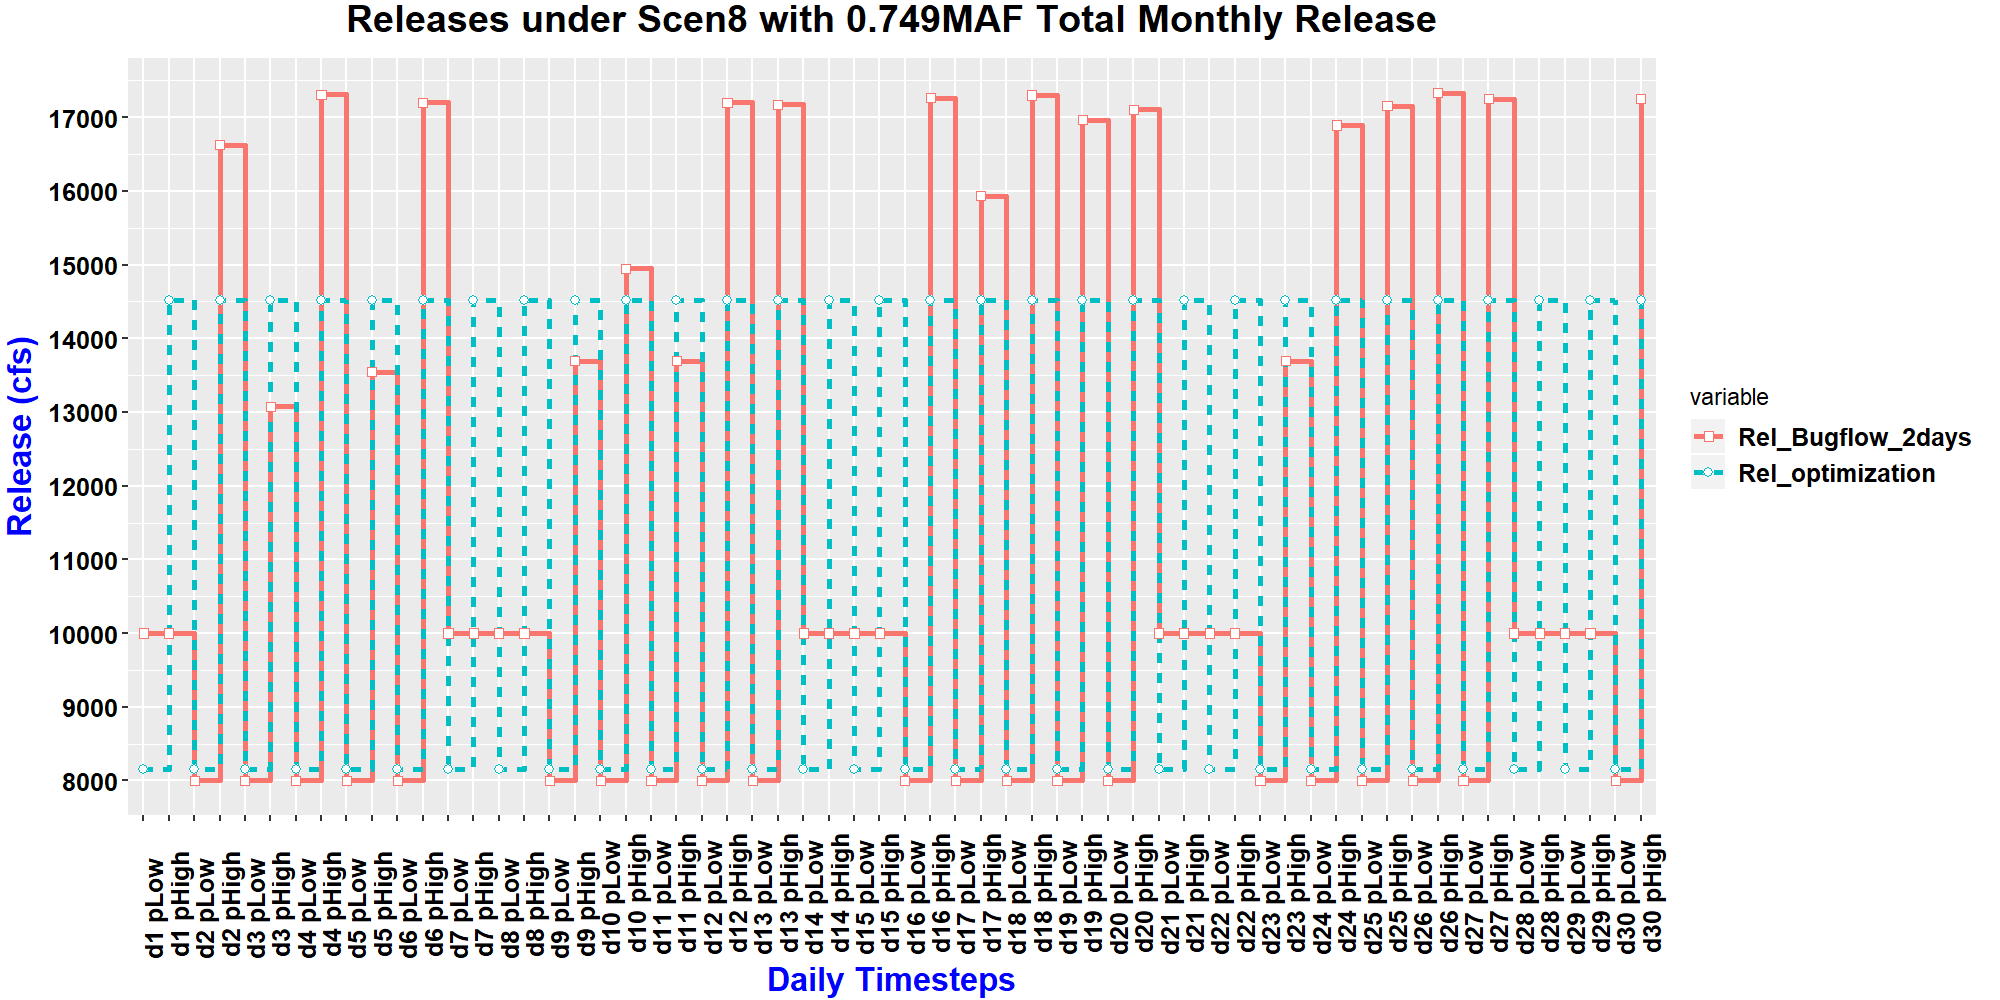 Releases under Scen8 with 0.749MAF Total Monthly Release
Release (cfs)
17000
16000
15000
14000
13000
12000
11000
10000
9000
8000
d1 pLow
d1 pHigh
d2 pLow
d2 pHigh
d3 pLow
d3 pHigh
d4 pLow
d4 pHigh
d5 pLow
d5 pHigh
d6 pLow
d6 pHigh
d7 pLow
d7 pHigh
d8 pLow
d8 pHigh
d9 pLow
d9 pHigh
d10 pLow
d10 pHigh
d11 pLow
d11 pHigh
d12 pLow
d12 pHigh
d13 pLow
d13 pHigh
d14 pLow
d14 pHigh
d15 pLow
d15 pHigh
d16 pLow
d16 pHigh
d17 pLow
d17 pHigh
d18 pLow
d18 pHigh
d19 pLow
d19 pHigh
d20 pLow
d20 pHigh
d21 pLow
d21 pHigh
d22 pLow
d22 pHigh
d23 pLow
d23 pHigh
d24 pLow
d24 pHigh
d25 pLow
d25 pHigh
d26 pLow
d26 pHigh
d27 pLow
d27 pHigh
d28 pLow
d28 pHigh
d29 pLow
d29 pHigh
d30 pLow
d30 pHigh
Daily Timesteps
variable
Rel_Bugflow_2days
Rel_optimization